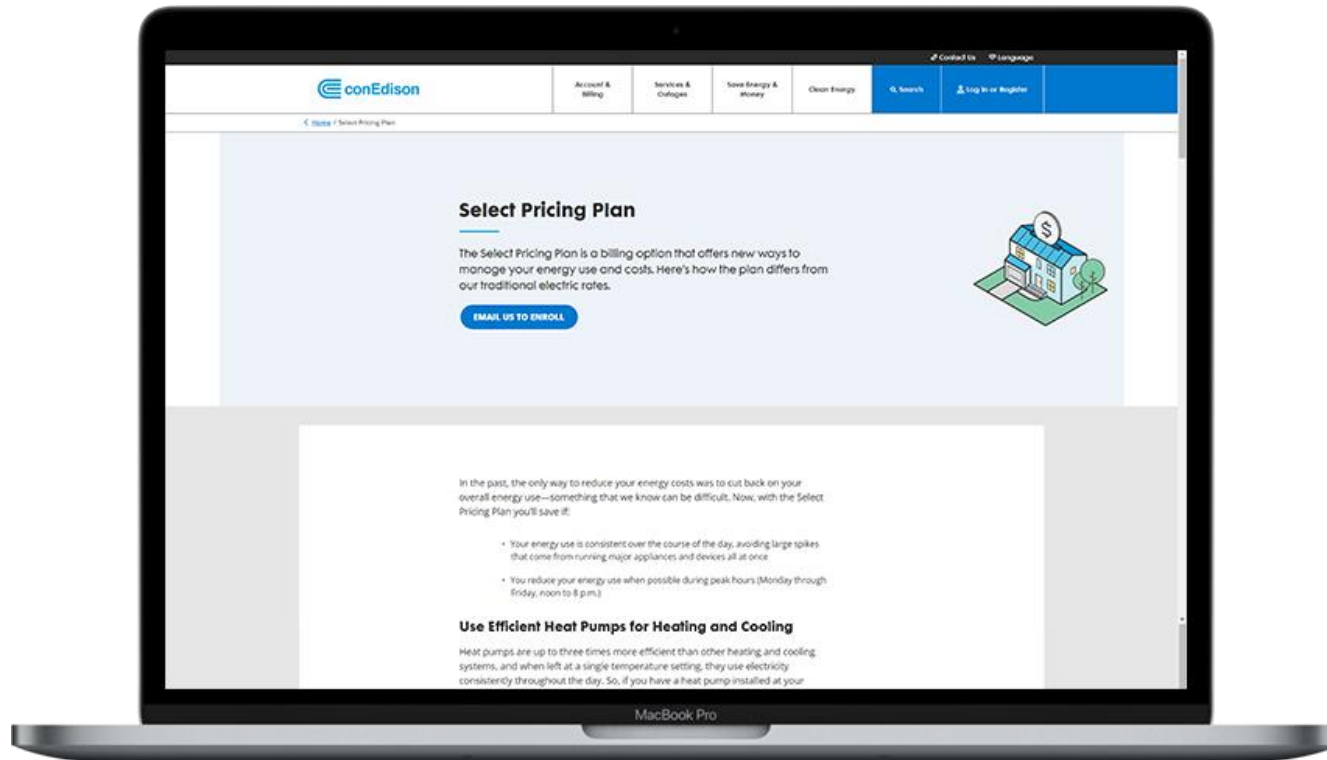 Contact Us Language
conEdison
Account &
Billing
Services &
Outages
Save Energy &
Money
Clean Energy
Search
Log In or Register
Home / Select Pricing Plan
Select Pricing Plan
The Select Pricing Plan is a billing option that offers new ways to
manage your energy use and costs. Here's how the plan differs from
our traditional electric rates.
EMAIL US TO ENROLL
$
In the past, the only way to reduce your energy costs was to cut back on your
overall energy use—something that we know can be difficult. Now, with the Select
Pricing Plan you'll save if:
• Your energy use is consistent over the course of the day, avoiding large spikes
that come from running major appliances and devices all at once
• You reduce your energy use when possible during peak hours (Monday through
Friday, noon to 8 p.m.)
Use Efficient Heat Pumps for Heating and Cooling
Heat pumps are up to three times more efficient than other heating and cooling
systems, and when left at a single temperature setting, they use electricity
consistently throughout the day. So, if you have a heat pump installed at your
MacBook Pro